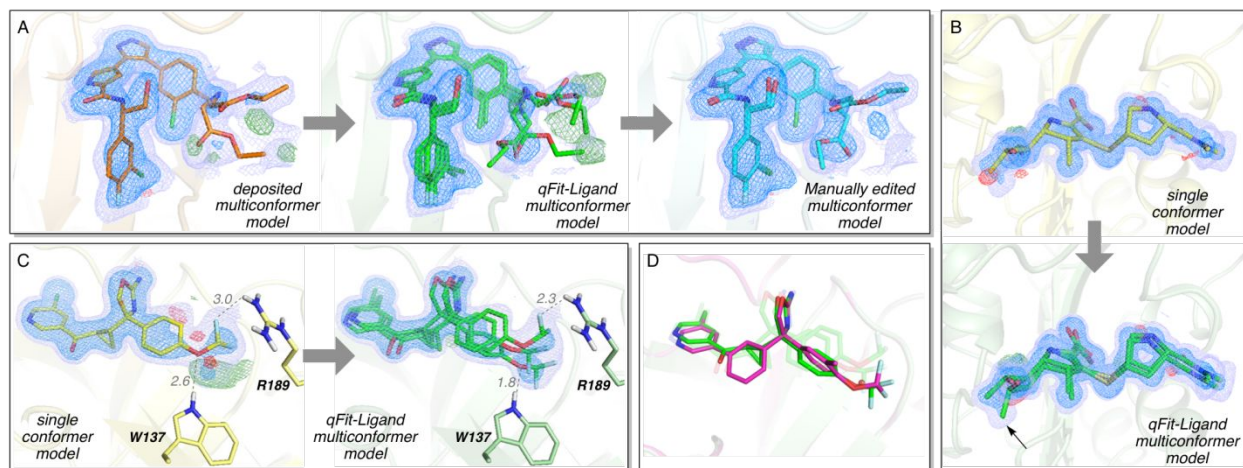 A
deposited
multiconformer
model
qFit-Ligand
multiconformer
model
Manually edited
multiconformer
model
B
single
conformer
model
qFit-Ligand
multiconformer
model
C
3.0
2.6
R189
W137
single
conformer
model
2.3
1.8
R189
W137
qFit-Ligand
multiconformer
model
D